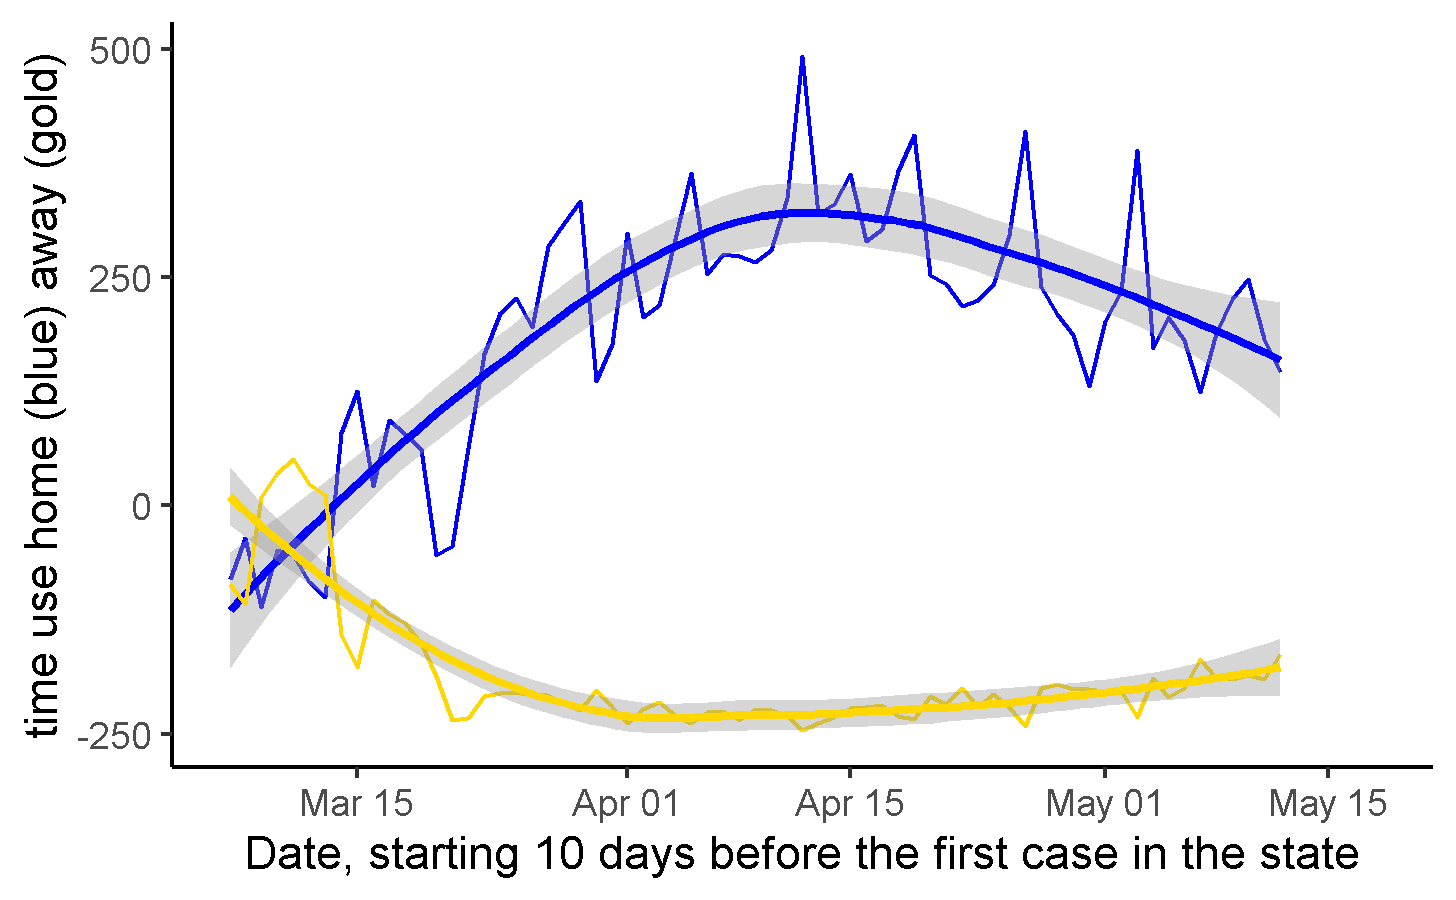 time use home (blue) away (gold)
500
250
0
-250
Mar 15
Apr 01
Apr 15
May 01
May 15
Date, starting 10 days before the first case in the state